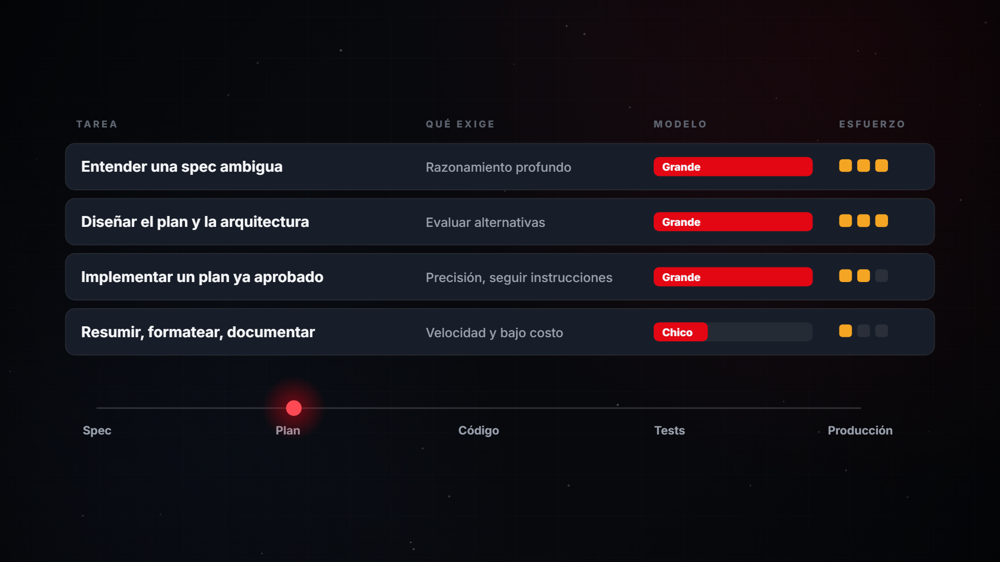 TAREA QUÉ EXIGE MODELO ESFUERZO
Entender una spec ambigua Razonamiento profundo Grande
Diseñar el plan y la arquitectura Evaluar alternativas Grande
Implementar un plan ya aprobado Precisión, seguir instrucciones Grande
Resumir, formatear, documentar Velocidad y bajo costo Chico
Spec Plan Código Tests Producción